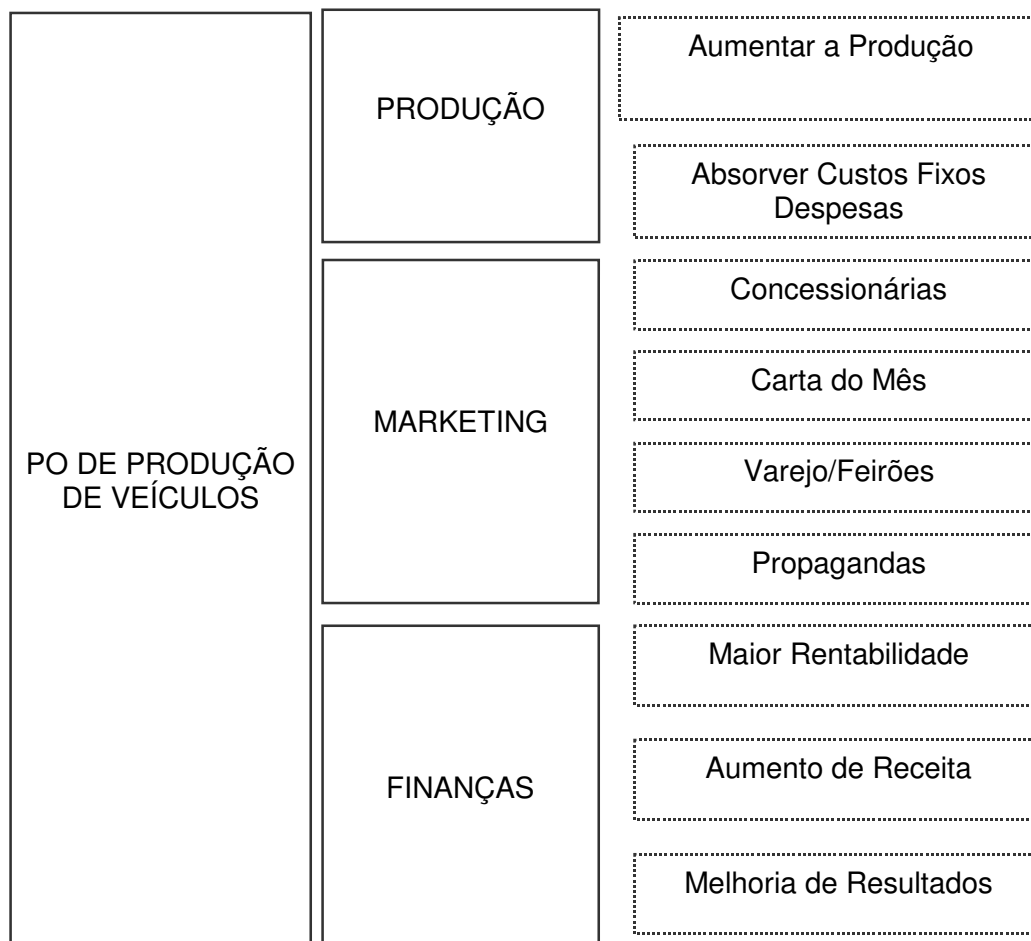 PO DE PRODUÇÃO
DE VEÍCULOS
PRODUÇÃO
Aumentar a Produção
Absorver Custos Fixos
Despesas
MARKETING
Concessionárias
Carta do Mês
Varejo/Feirões
Propagandas
FINANÇAS
Maior Rentabilidade
Aumento de Receita
Melhoria de Resultados